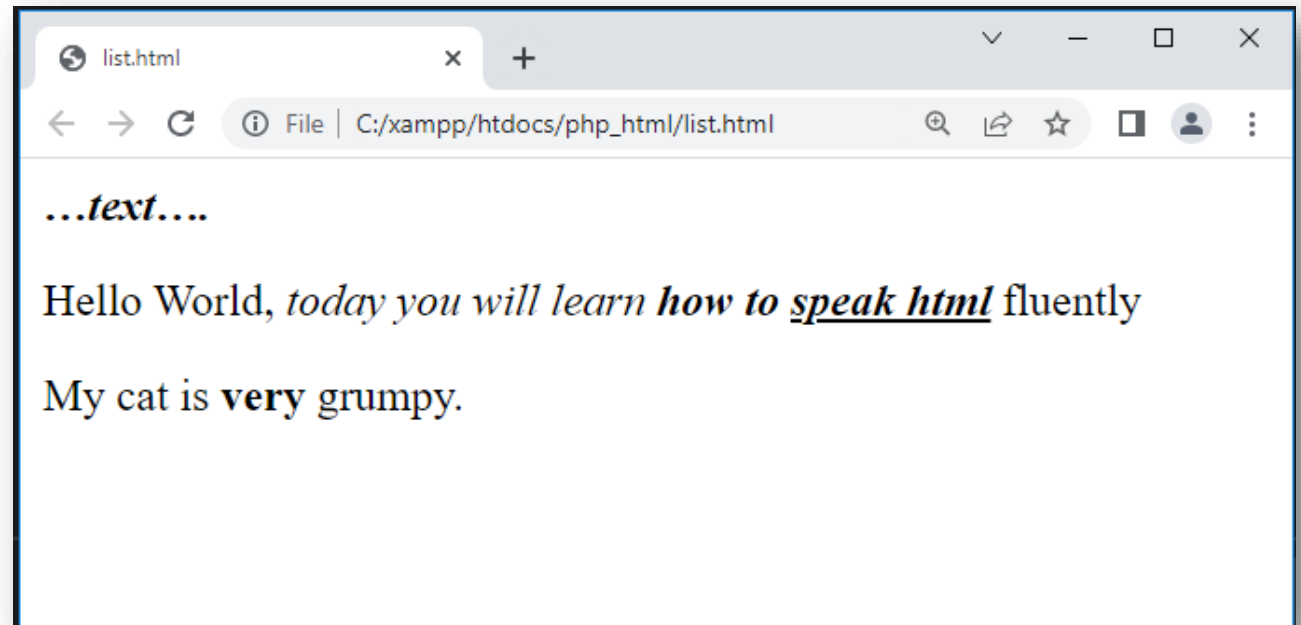 list.html
File | C:/xampp/htdocs/php_html/list.html
…text….
Hello World, today you will learn how to speak html fluently
My cat is very grumpy.